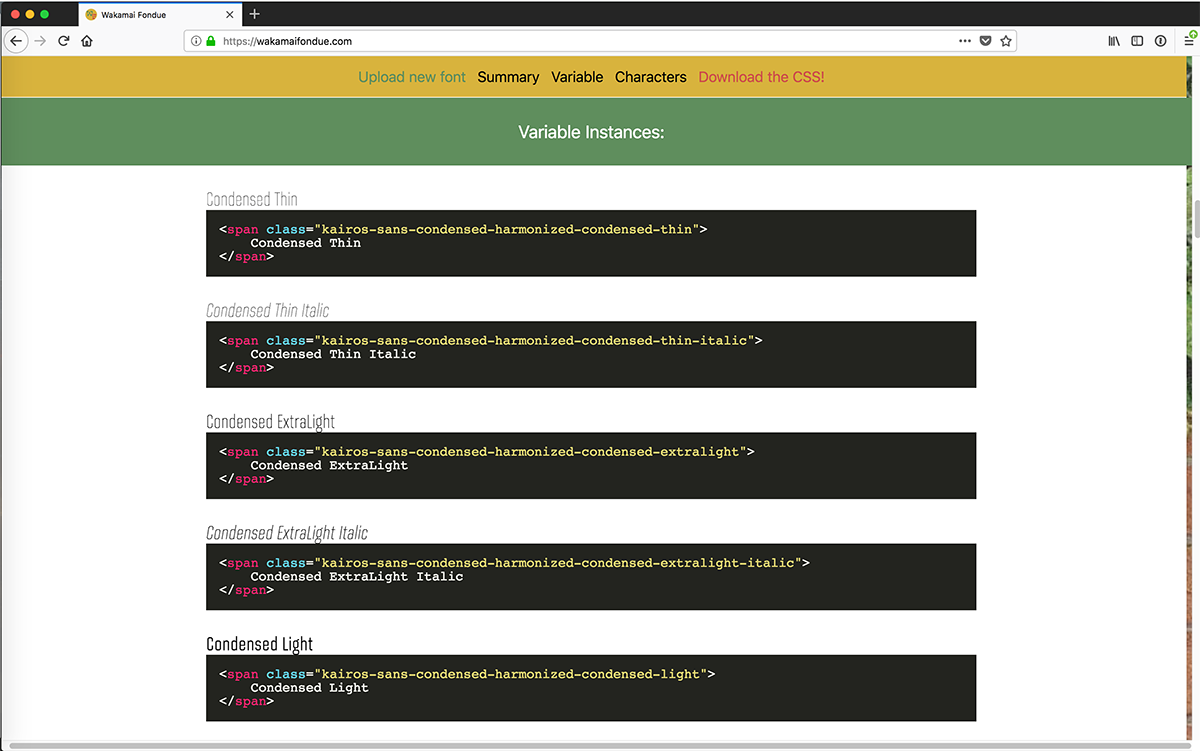 Wakamai Fondue
https://wakamaifondue.com
Upload new font Summary Variable Characters Download the CSS!
Variable Instances:
Condensed Thin
<span class="kairos-sans-condensed-harmonized-condensed-thin">
Condensed Thin
</span>
Condensed Thin Italic
<span class="kairos-sans-condensed-harmonized-condensed-thin-italic">
Condensed Thin Italic
</span>
Condensed ExtraLight
<span class="kairos-sans-condensed-harmonized-condensed-extralight">
Condensed ExtraLight
</span>
Condensed ExtraLight Italic
<span class="kairos-sans-condensed-harmonized-condensed-extralight-italic">
Condensed ExtraLight Italic
</span>
Condensed Light
<span class="kairos-sans-condensed-harmonized-condensed-light">
Condensed Light
</span>